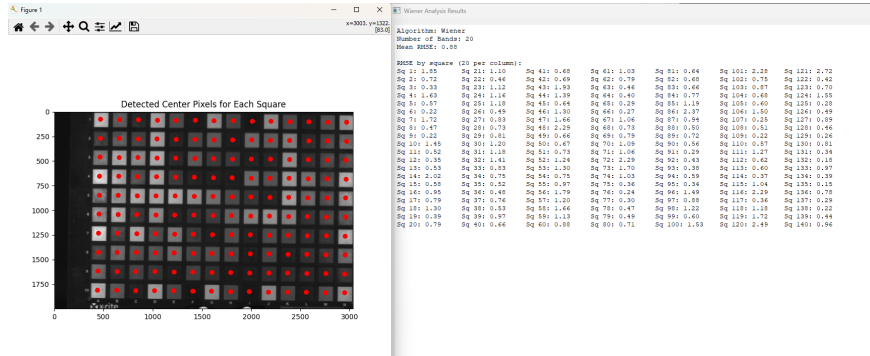 Figure 1
x=3003. y=1322.
[83.0]
Detected Center Pixels for Each Square
0
250
500
750
1000
1250
1500
1750
0 500 1000 1500 2000 2500 3000
x-rite
Wiener Analysis Results
Algorithm: Wiener
Number of Bands: 20
Mean RMSE: 0.88
RMSE by square (20 per column):
Sq 1: 1.85 Sq 21: 1.10 Sq 41: 0.68 Sq 61: 1.03 Sq 81: 0.64 Sq 101: 2.28 Sq 121: 2.72
Sq 2: 0.72 Sq 22: 0.46 Sq 42: 0.69 Sq 62: 0.79 Sq 82: 0.68 Sq 102: 0.75 Sq 122: 0.42
Sq 3: 0.33 Sq 23: 1.12 Sq 43: 1.93 Sq 63: 0.46 Sq 83: 0.66 Sq 103: 0.87 Sq 123: 0.70
Sq 4: 1.63 Sq 24: 1.16 Sq 44: 1.39 Sq 64: 0.40 Sq 84: 0.77 Sq 104: 0.68 Sq 124: 1.55
Sq 5: 0.57 Sq 25: 1.18 Sq 45: 0.64 Sq 65: 0.29 Sq 85: 1.19 Sq 105: 0.60 Sq 125: 0.28
Sq 6: 0.22 Sq 26: 0.49 Sq 46: 1.30 Sq 66: 0.27 Sq 86: 2.37 Sq 106: 1.50 Sq 126: 0.49
Sq 7: 1.72 Sq 27: 0.83 Sq 47: 1.66 Sq 67: 1.06 Sq 87: 0.94 Sq 107: 0.25 Sq 127: 0.89
Sq 8: 0.47 Sq 28: 0.73 Sq 48: 2.29 Sq 68: 0.73 Sq 88: 0.50 Sq 108: 0.51 Sq 128: 0.46
Sq 9: 0.22 Sq 29: 0.81 Sq 49: 0.66 Sq 69: 0.79 Sq 89: 0.72 Sq 109: 0.22 Sq 129: 0.26
Sq 10: 1.45 Sq 30: 1.20 Sq 50: 0.67 Sq 70: 1.09 Sq 90: 0.56 Sq 110: 0.57 Sq 130: 0.81
Sq 11: 0.52 Sq 31: 1.18 Sq 51: 0.73 Sq 71: 1.06 Sq 91: 0.29 Sq 111: 1.27 Sq 131: 0.34
Sq 12: 0.35 Sq 32: 1.41 Sq 52: 1.24 Sq 72: 2.29 Sq 92: 0.43 Sq 112: 0.62 Sq 132: 0.18
Sq 13: 0.53 Sq 33: 0.83 Sq 53: 1.30 Sq 73: 1.70 Sq 93: 0.38 Sq 113: 0.60 Sq 133: 0.97
Sq 14: 2.02 Sq 34: 0.75 Sq 54: 0.75 Sq 74: 1.03 Sq 94: 0.59 Sq 114: 0.37 Sq 134: 0.39
Sq 15: 0.58 Sq 35: 0.52 Sq 55: 0.97 Sq 75: 0.36 Sq 95: 0.34 Sq 115: 1.04 Sq 135: 0.15
Sq 16: 0.95 Sq 36: 0.48 Sq 56: 1.79 Sq 76: 0.24 Sq 96: 1.49 Sq 116: 2.29 Sq 136: 0.78
Sq 17: 0.79 Sq 37: 0.76 Sq 57: 1.20 Sq 77: 0.30 Sq 97: 0.88 Sq 117: 0.36 Sq 137: 0.29
Sq 18: 1.30 Sq 38: 0.53 Sq 58: 1.66 Sq 78: 0.47 Sq 98: 1.22 Sq 118: 1.18 Sq 138: 0.22
Sq 19: 0.39 Sq 39: 0.97 Sq 59: 1.13 Sq 79: 0.49 Sq 99: 0.60 Sq 119: 1.72 Sq 139: 0.44
Sq 20: 0.79 Sq 40: 0.66 Sq 60: 0.88 Sq 80: 0.71 Sq 100: 1.53 Sq 120: 2.49 Sq 140: 0.96